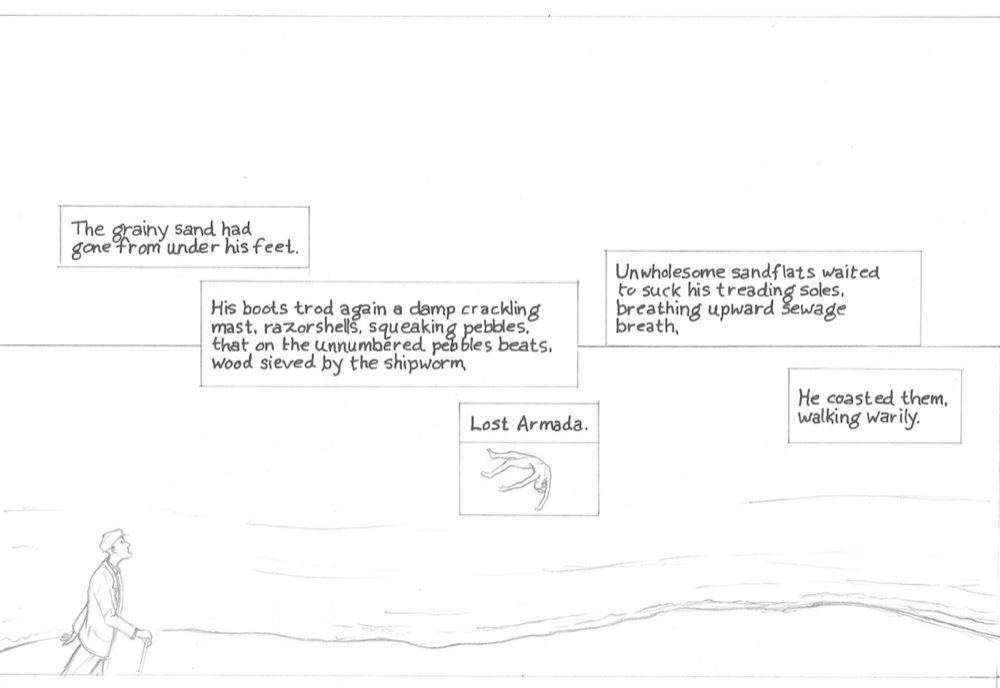 The grainy sand had
gone from under his feet.
His boots trod again a damp crackling
mast, razorshells, squeaking pebbles,
that on the unnumbered pebbles beats,
wood sieved by the shipworm,
Lost Armada.
Unwholesome sandflats waited
to suck his treading soles,
breathing upward sewage
breath,
He coasted them,
walking warily.